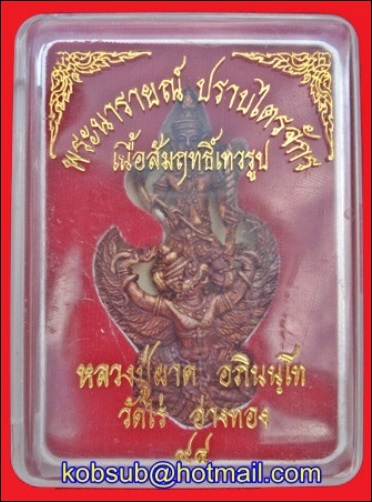 พระนารายณ์ ปราบไตรจักร
เนื้อสัมฤทธิ์เทวรูป
หลวงปู่ผาด อภินนฺโท
วัดไร่ อ่างทอง
๕๔
kobsub@hotmail.com